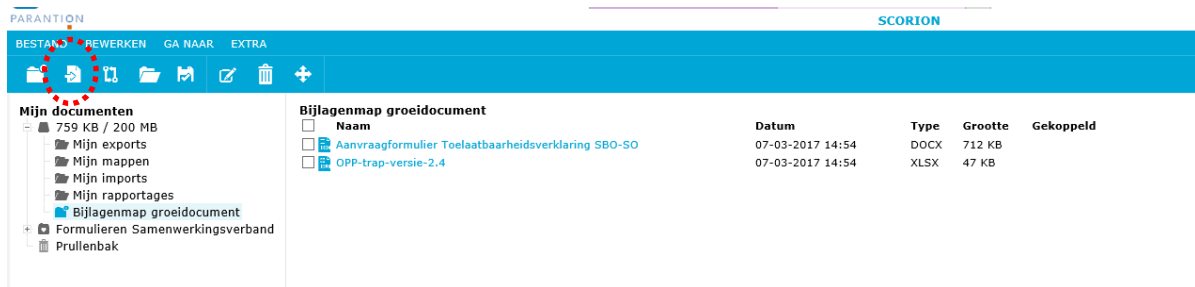 PARANTION
SCORION
BESTAND BEWERKEN GA NAAR EXTRA
Mijn documenten
759 KB / 200 MB
Mijn exports
Mijn mappen
Mijn imports
Mijn rapportages
Bijlagenmap groeidocument
Formulieren Samenwerkingsverband
Prullenbak
Bijlagenmap groeidocument
Naam Datum Type Grootte Gekoppeld
Aanvraagformulier Toelaatbaarheidsverklaring SBO-SO 07-03-2017 14:54 DOCX 712 KB
OPP-trap-versie-2.4 07-03-2017 14:54 XLSX 47 KB